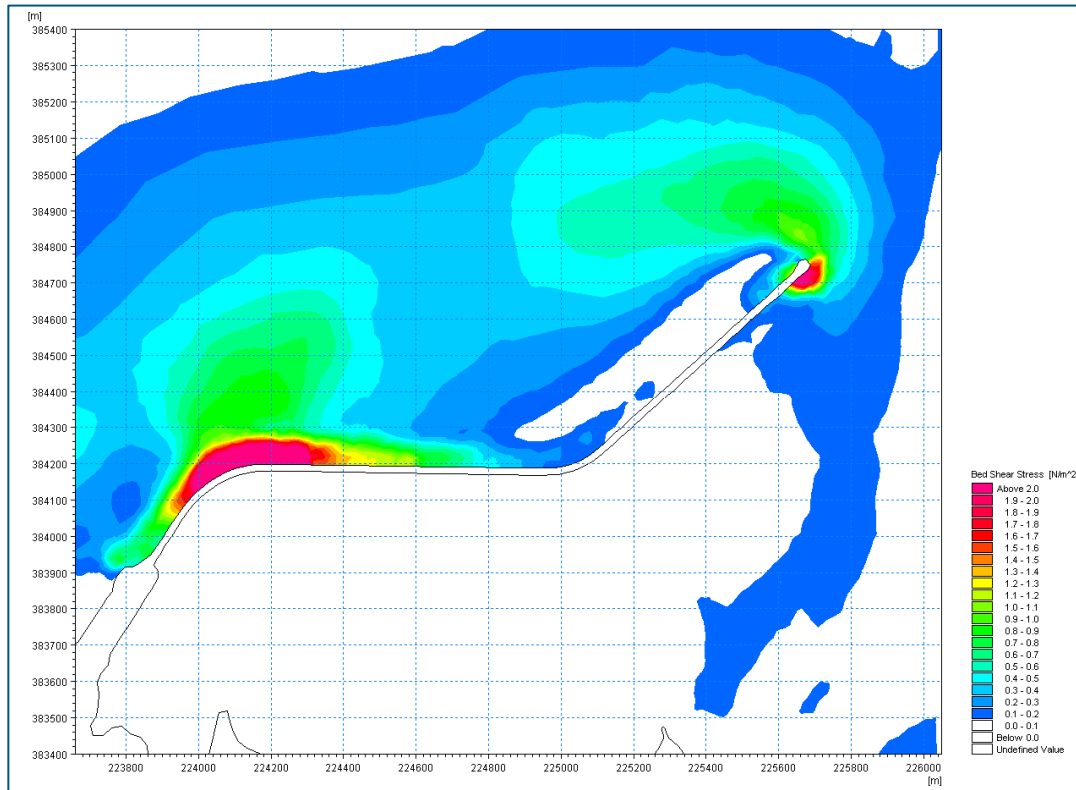 [m]
385400
385300
385200
385100
385000
384900
384800
384700
384600
384500
384400
384300
384200
384100
384000
383900
383800
383700
383600
383500
383400
223800 224000 224200 224400 224600 224800 225000 225200 225400 225600 225800 226000
[m]
Bed Shear Stress [N/m^2]
Above 2.0
1.9 - 2.0
1.8 - 1.9
1.7 - 1.8
1.6 - 1.7
1.5 - 1.6
1.4 - 1.5
1.3 - 1.4
1.2 - 1.3
1.1 - 1.2
1.0 - 1.1
0.9 - 1.0
0.8 - 0.9
0.7 - 0.8
0.6 - 0.7
0.5 - 0.6
0.4 - 0.5
0.3 - 0.4
0.2 - 0.3
0.1 - 0.2
0.0 - 0.1
Below 0.0
Undefined Value